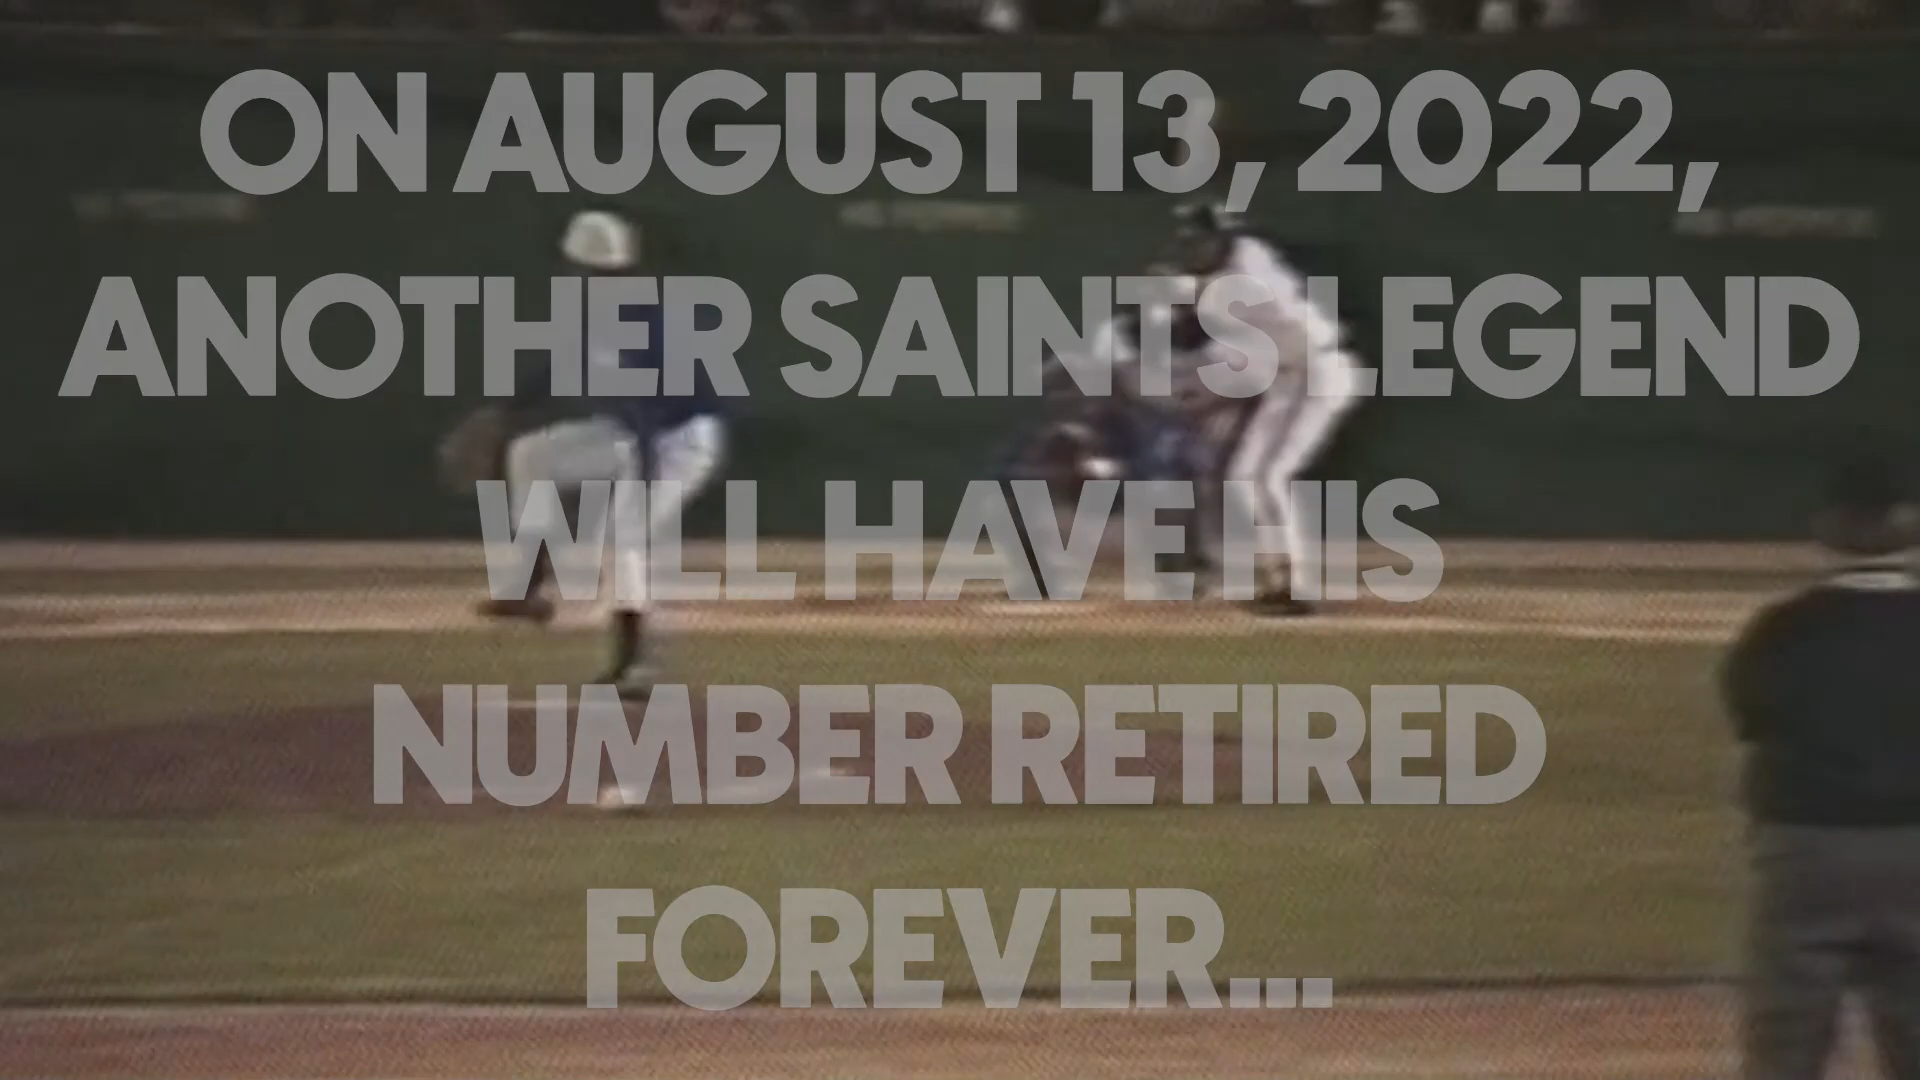 ON AUGUST 13, 2022,
ANOTHER SAINTS LEGEND
WILL HAVE HIS
NUMBER RETIRED
FOREVER...